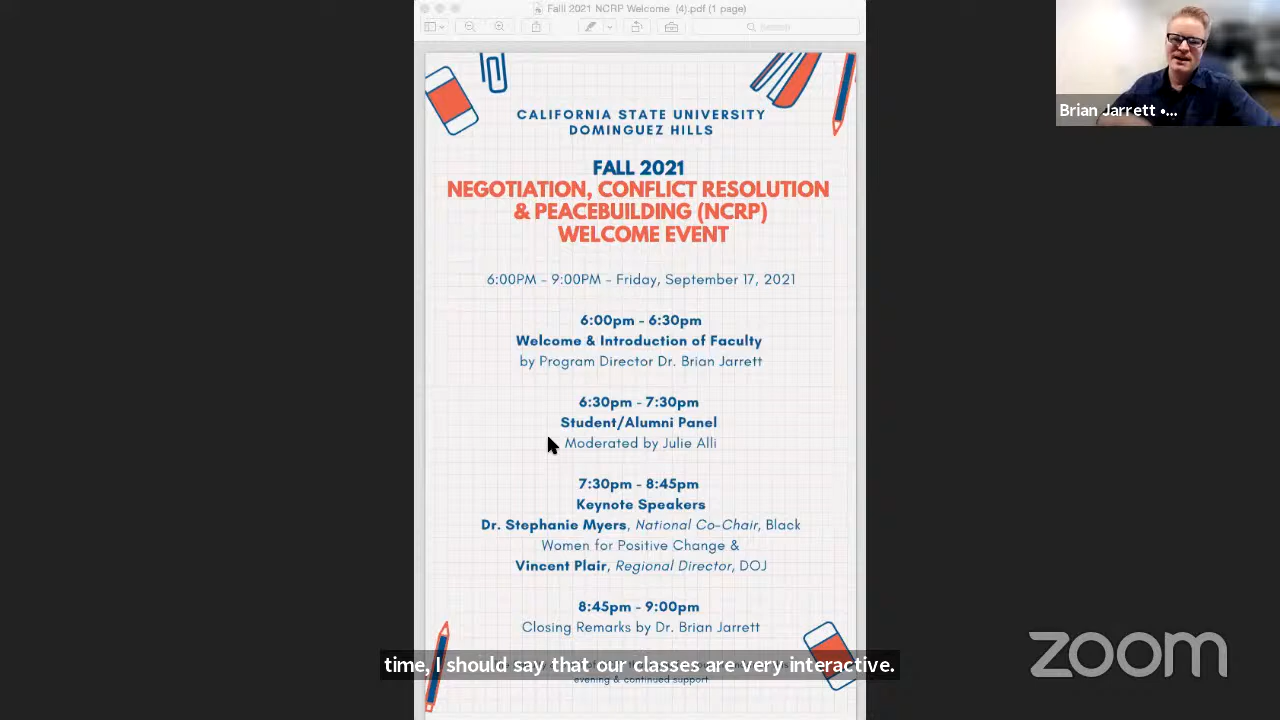 Falll 2021 NCRP Welcome (4).pdf (1 page)
Search
Brian Jarrett •...
CALIFORNIA STATE UNIVERSITY
DOMINGUEZ HILLS
FALL 2021
NEGOTIATION, CONFLICT RESOLUTION
& PEACEBUILDING (NCRP)
WELCOME EVENT
6:00PM - 9:00PM - Friday, September 17, 2021
6:00pm - 6:30pm
Welcome & Introduction of Faculty
by Program Director Dr. Brian Jarrett
6:30pm - 7:30pm
Student/Alumni Panel
Moderated by Julie Alli
7:30pm - 8:45pm
Keynote Speakers
Dr. Stephanie Myers, National Co-Chair, Black
Women for Positive Change &
Vincent Plair, Regional Director, DOJ
8:45pm - 9:00pm
Closing Remarks by Dr. Brian Jarrett
time, I should say that our classes are very interactive.
evening & continued support
zoom